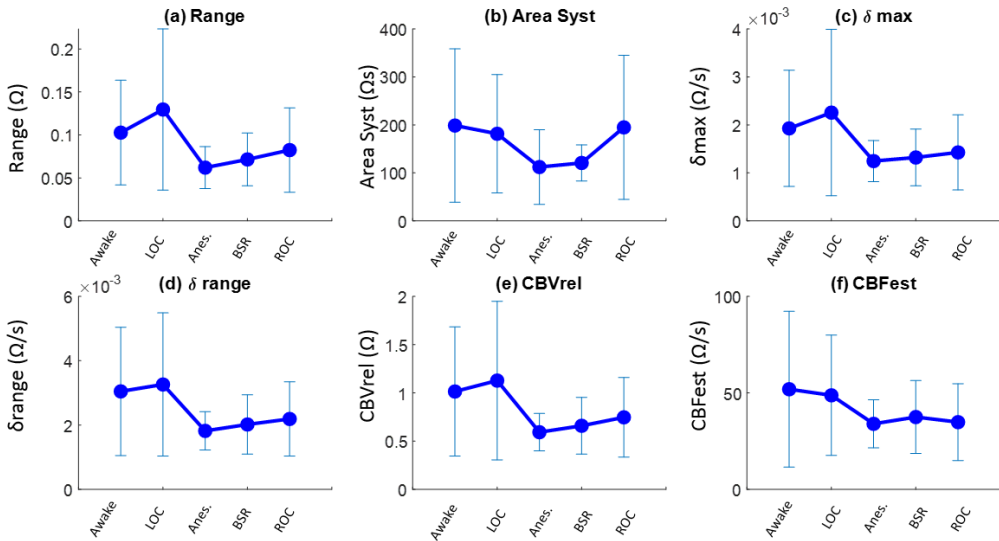 (a) Range
Range (Ω)
0.2
0.15
0.1
0.05
0
Awake
LOC
Anes.
BSR
ROC
(b) Area Syst
Area Syst (Ωs)
400
300
200
100
0
Awake
LOC
Anes.
BSR
ROC
(c) δ max
×10⁻³
δmax (Ω/s)
4
3
2
1
0
Awake
LOC
Anes.
BSR
ROC
(d) δ range
×10⁻³
δrange (Ω/s)
6
4
2
0
Awake
LOC
Anes.
BSR
ROC
(e) CBVrel
CBVrel (Ω)
2
1.5
1
0.5
0
Awake
LOC
Anes.
BSR
ROC
(f) CBFest
CBFest (Ω/s)
100
50
0
Awake
LOC
Anes.
BSR
ROC